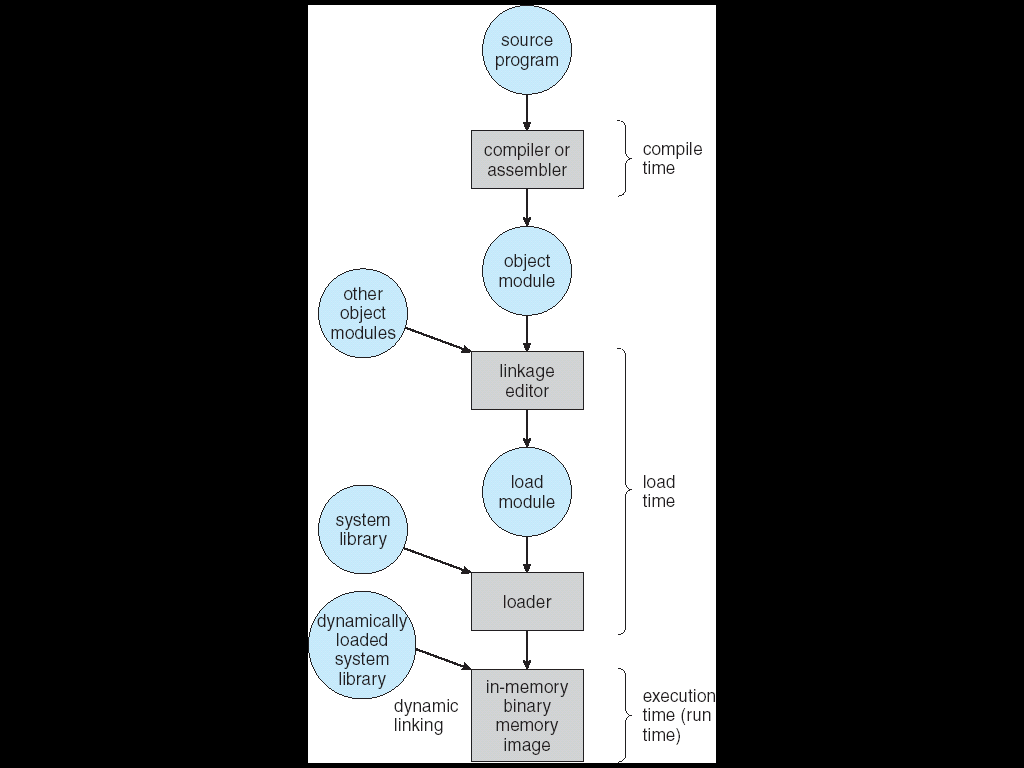 source
program
compiler or
assembler
compile
time
object
module
other
object
modules
linkage
editor
load
module
load
time
system
library
loader
dynamically
loaded
system
library
dynamic
linking
in-memory
binary
memory
image
execution
time (run
time)